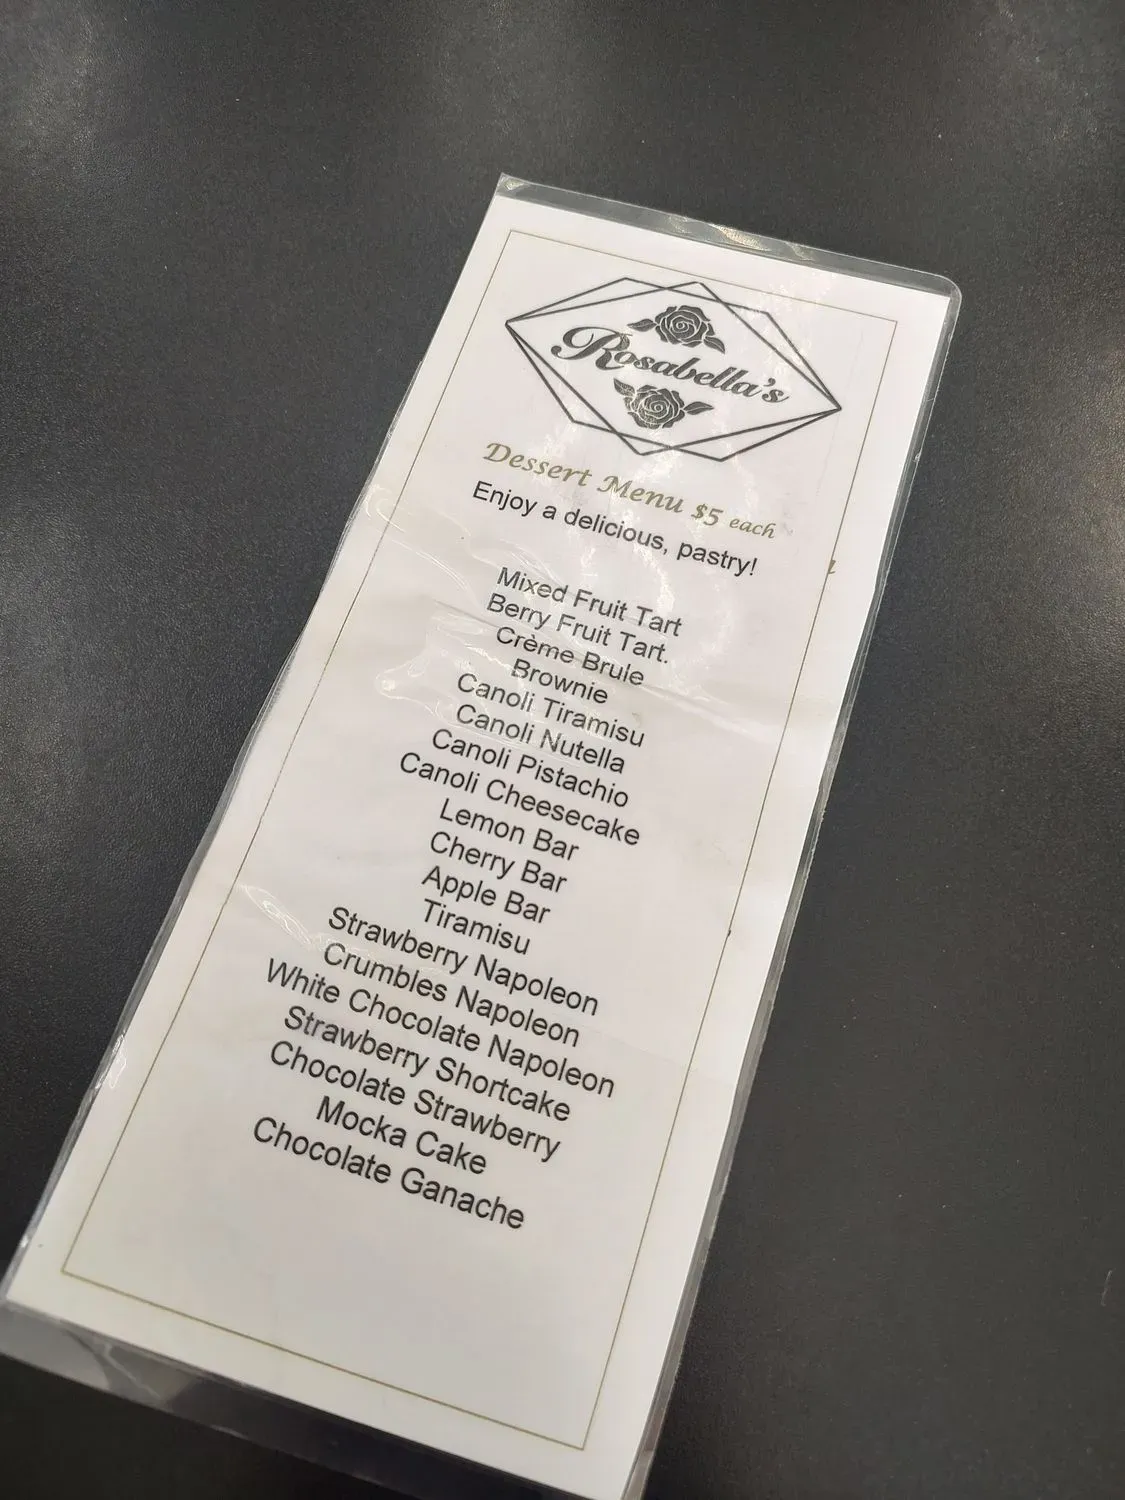 Rosabella's
Dessert Menu $5 each
Enjoy a delicious, pastry!
Mixed Fruit Tart
Berry Fruit Tart.
Crème Brule
Brownie
Canoli Tiramisu
Canoli Nutella
Canoli Pistachio
Canoli Cheesecake
Lemon Bar
Cherry Bar
Apple Bar
Tiramisu
Strawberry Napoleon
Crumbles Napoleon
White Chocolate Napoleon
Strawberry Shortcake
Chocolate Strawberry
Mocka Cake
Chocolate Ganache